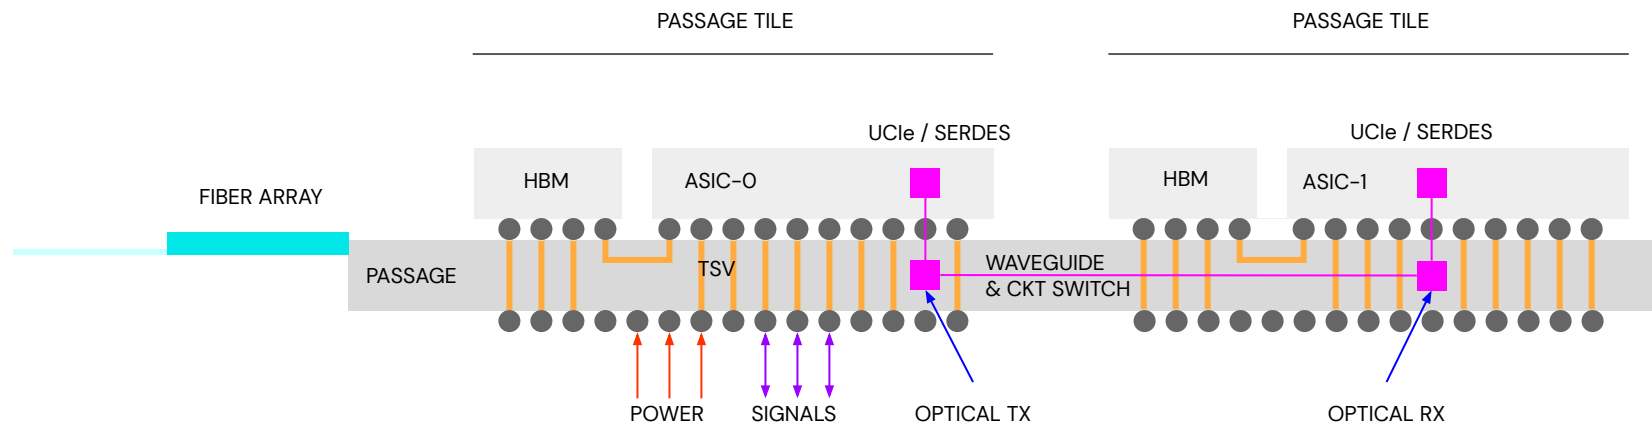 PASSAGE TILE
PASSAGE TILE
UCIe / SERDES
UCIe / SERDES
HBM
ASIC-0
HBM
ASIC-1
FIBER ARRAY
PASSAGE
TSV
WAVEGUIDE
& CKT SWITCH
POWER
SIGNALS
OPTICAL TX
OPTICAL RX